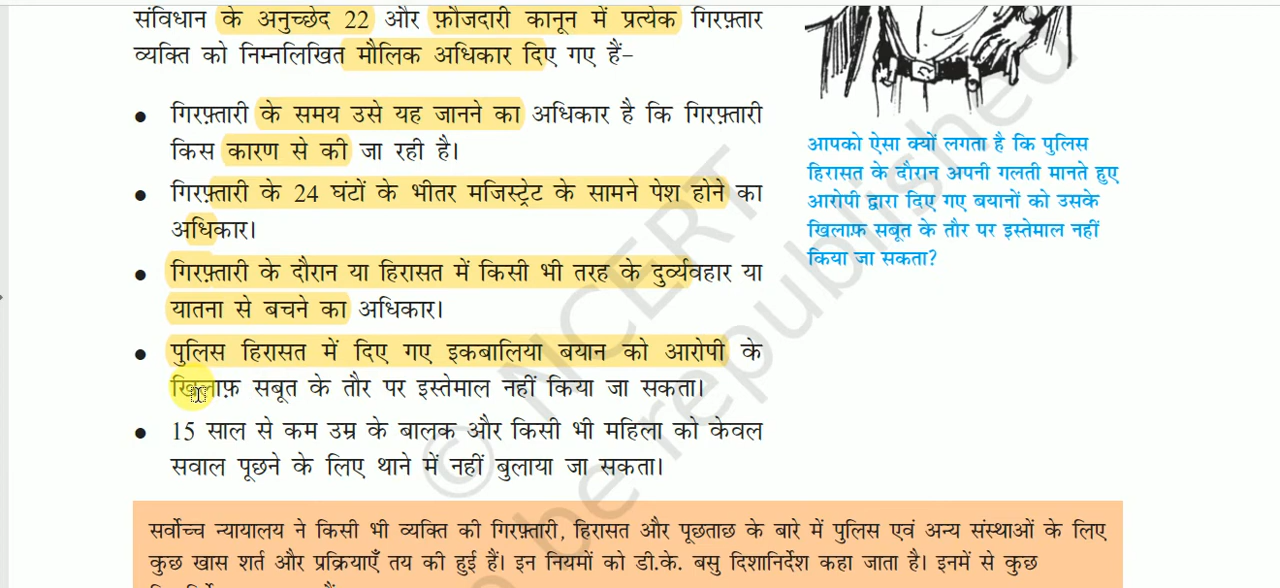 संविधान के अनुच्छेद 22 और फ़ौजदारी कानून में प्रत्येक गिरफ़्तार
व्यक्ति को निम्नलिखित मौलिक अधिकार दिए गए हैं–
● गिरफ़्तारी के समय उसे यह जानने का अधिकार है कि गिरफ़्तारी
किस कारण से की जा रही है।
● गिरफ़्तारी के 24 घंटों के भीतर मजिस्ट्रेट के सामने पेश होने का
अधिकार।
● गिरफ़्तारी के दौरान या हिरासत में किसी भी तरह के दुर्व्यवहार या
यातना से बचने का अधिकार।
● पुलिस हिरासत में दिए गए इकबालिया बयान को आरोपी के
खिलाफ़ सबूत के तौर पर इस्तेमाल नहीं किया जा सकता।
● 15 साल से कम उम्र के बालक और किसी भी महिला को केवल
सवाल पूछने के लिए थाने में नहीं बुलाया जा सकता।
आपको ऐसा क्यों लगता है कि पुलिस
हिरासत के दौरान अपनी गलती मानते हुए
आरोपी द्वारा दिए गए बयानों को उसके
खिलाफ़ सबूत के तौर पर इस्तेमाल नहीं
किया जा सकता?
सर्वोच्च न्यायालय ने किसी भी व्यक्ति की गिरफ़्तारी, हिरासत और पूछताछ के बारे में पुलिस एवं अन्य संस्थाओं के लिए
कुछ खास शर्त और प्रक्रियाएँ तय की हुई हैं। इन नियमों को डी.के. बसु दिशानिर्देश कहा जाता है। इनमें से कुछ
© NCERT
be republished